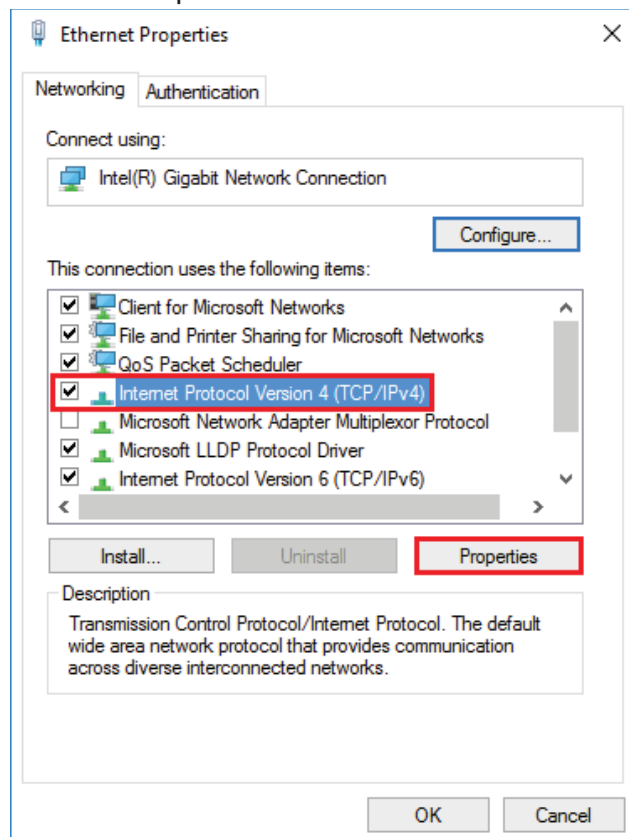 Ethernet Properties
Networking
Authentication
Connect using:
Intel(R) Gigabit Network Connection
Configure...
This connection uses the following items:
Client for Microsoft Networks
File and Printer Sharing for Microsoft Networks
QoS Packet Scheduler
Internet Protocol Version 4 (TCP/IPv4)
Microsoft Network Adapter Multiplexor Protocol
Microsoft LLDP Protocol Driver
Internet Protocol Version 6 (TCP/IPv6)
Install...
Uninstall
Properties
Description
Transmission Control Protocol/Internet Protocol. The default
wide area network protocol that provides communication
across diverse interconnected networks.
OK
Cancel